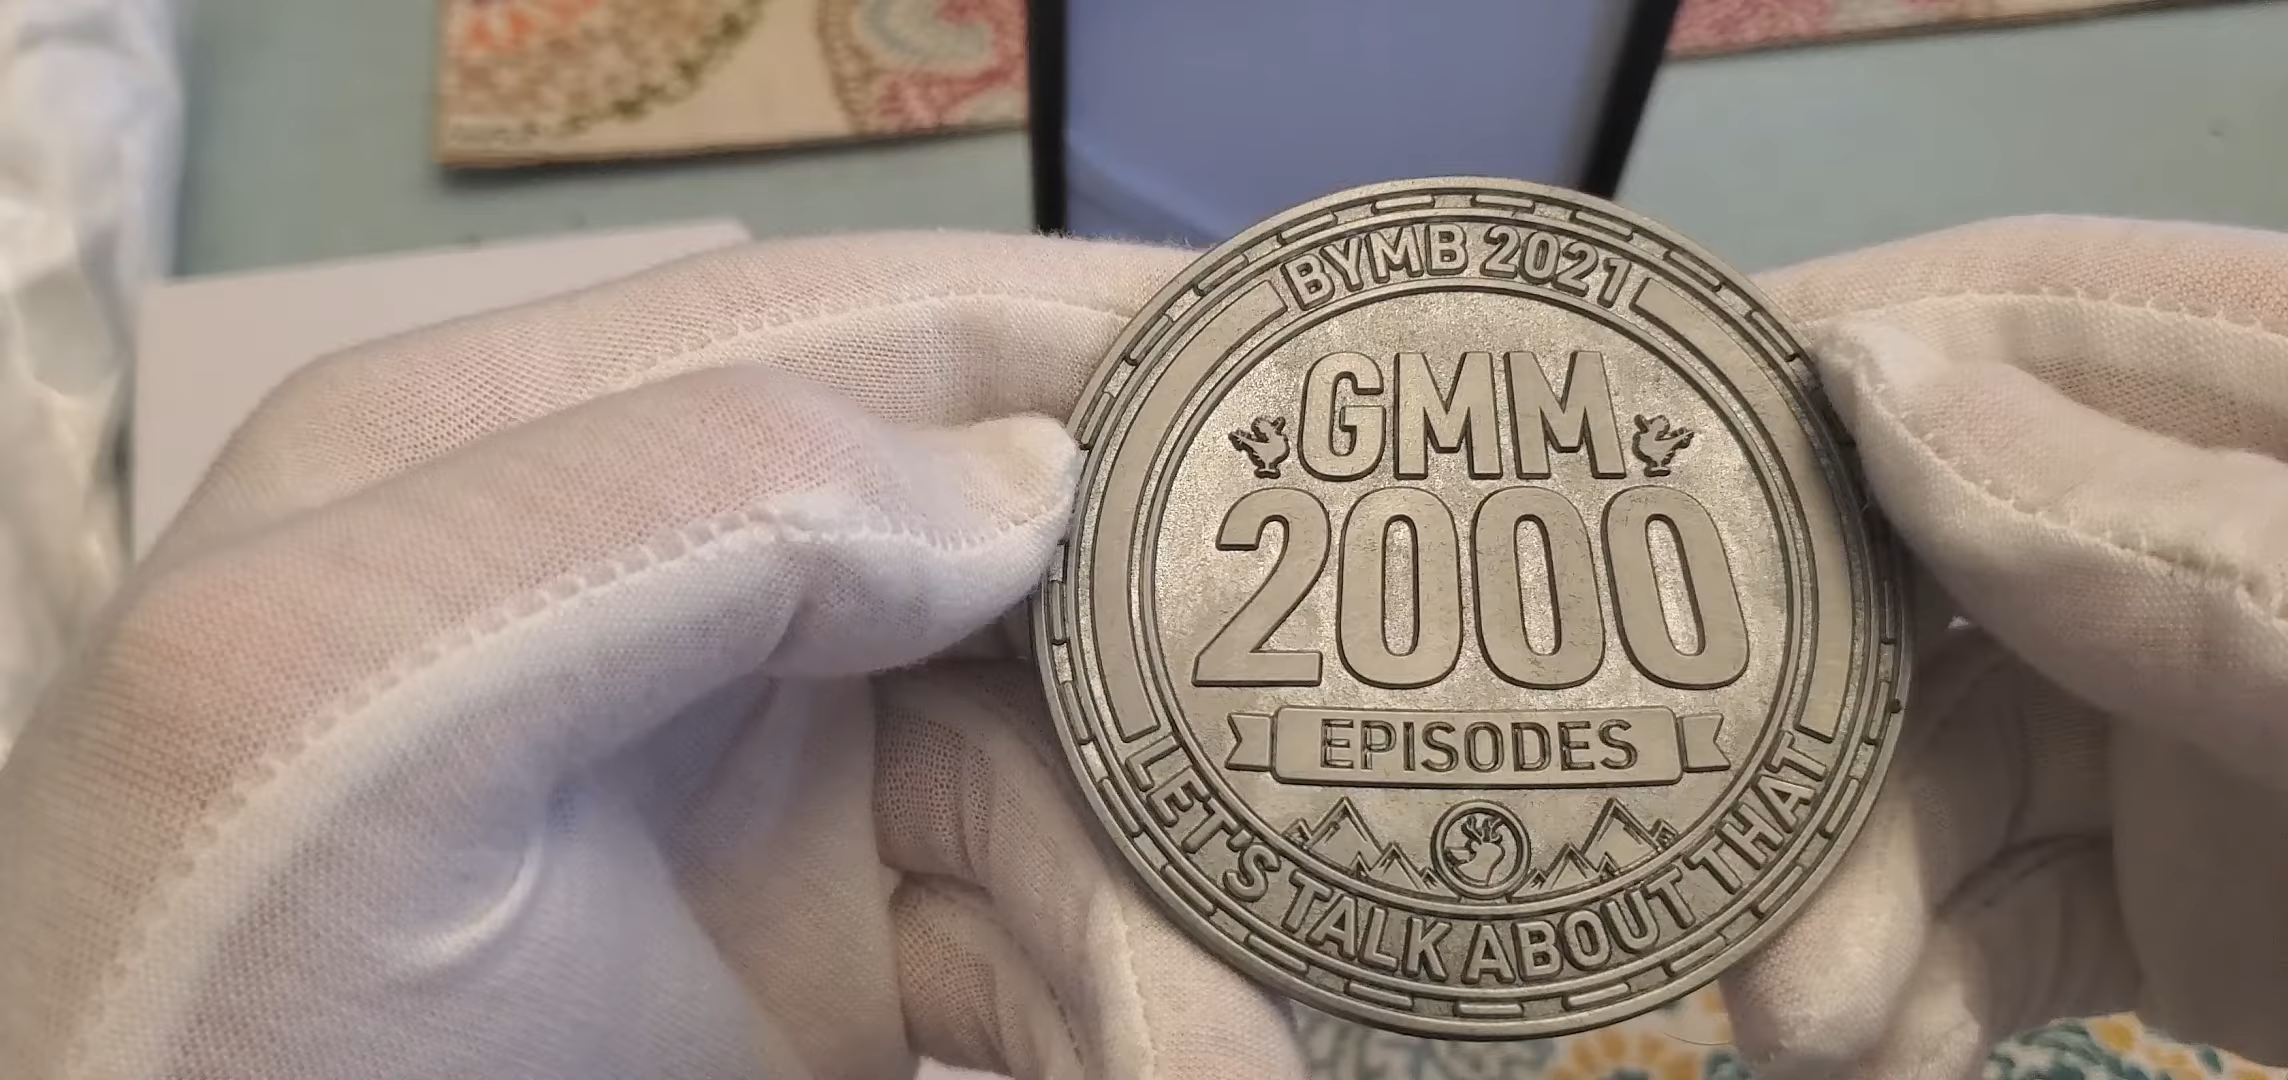 BYMB 2021
GMM
2000
EPISODES
LET'S TALK ABOUT THAT